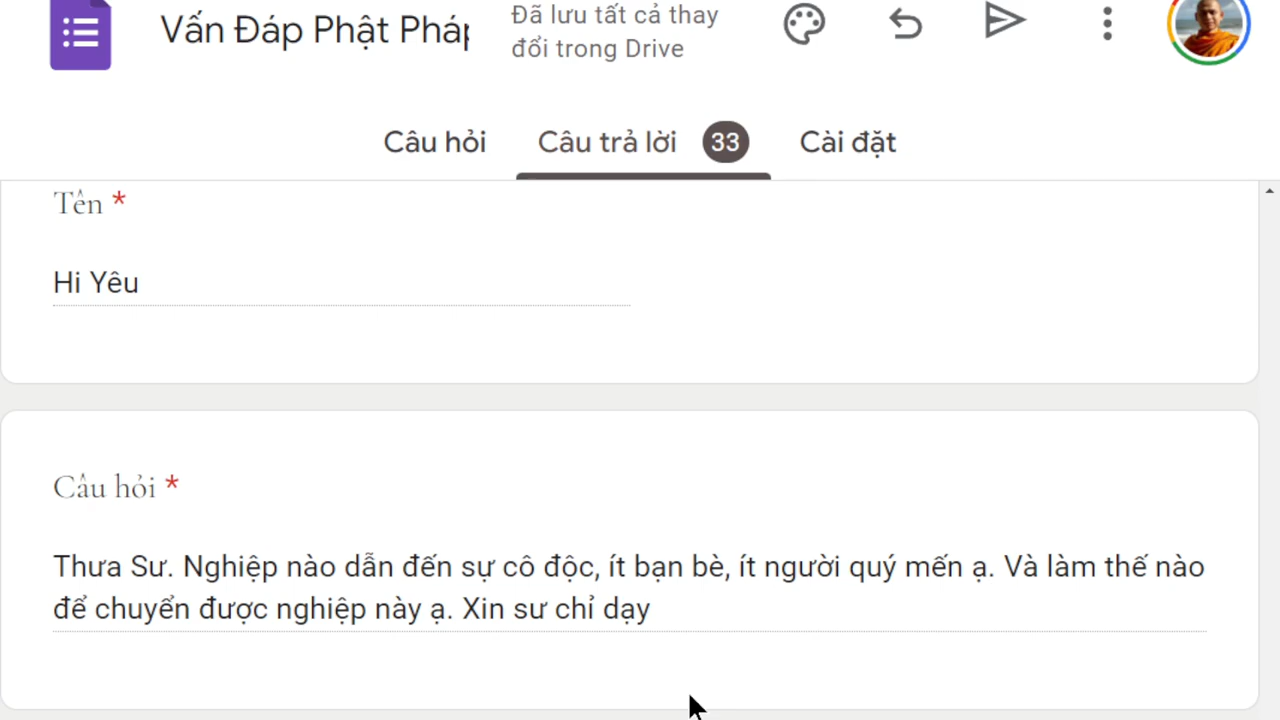 Vấn Đáp Phật Pháp
Đã lưu tất cả thay
đổi trong Drive
Câu hỏi Câu trả lời 33 Cài đặt
Tên *
Hi Yêu
Câu hỏi *
Thưa Sư. Nghiệp nào dẫn đến sự cô độc, ít bạn bè, ít người quý mến ạ. Và làm thế nào
để chuyển được nghiệp này ạ. Xin sư chỉ dạy